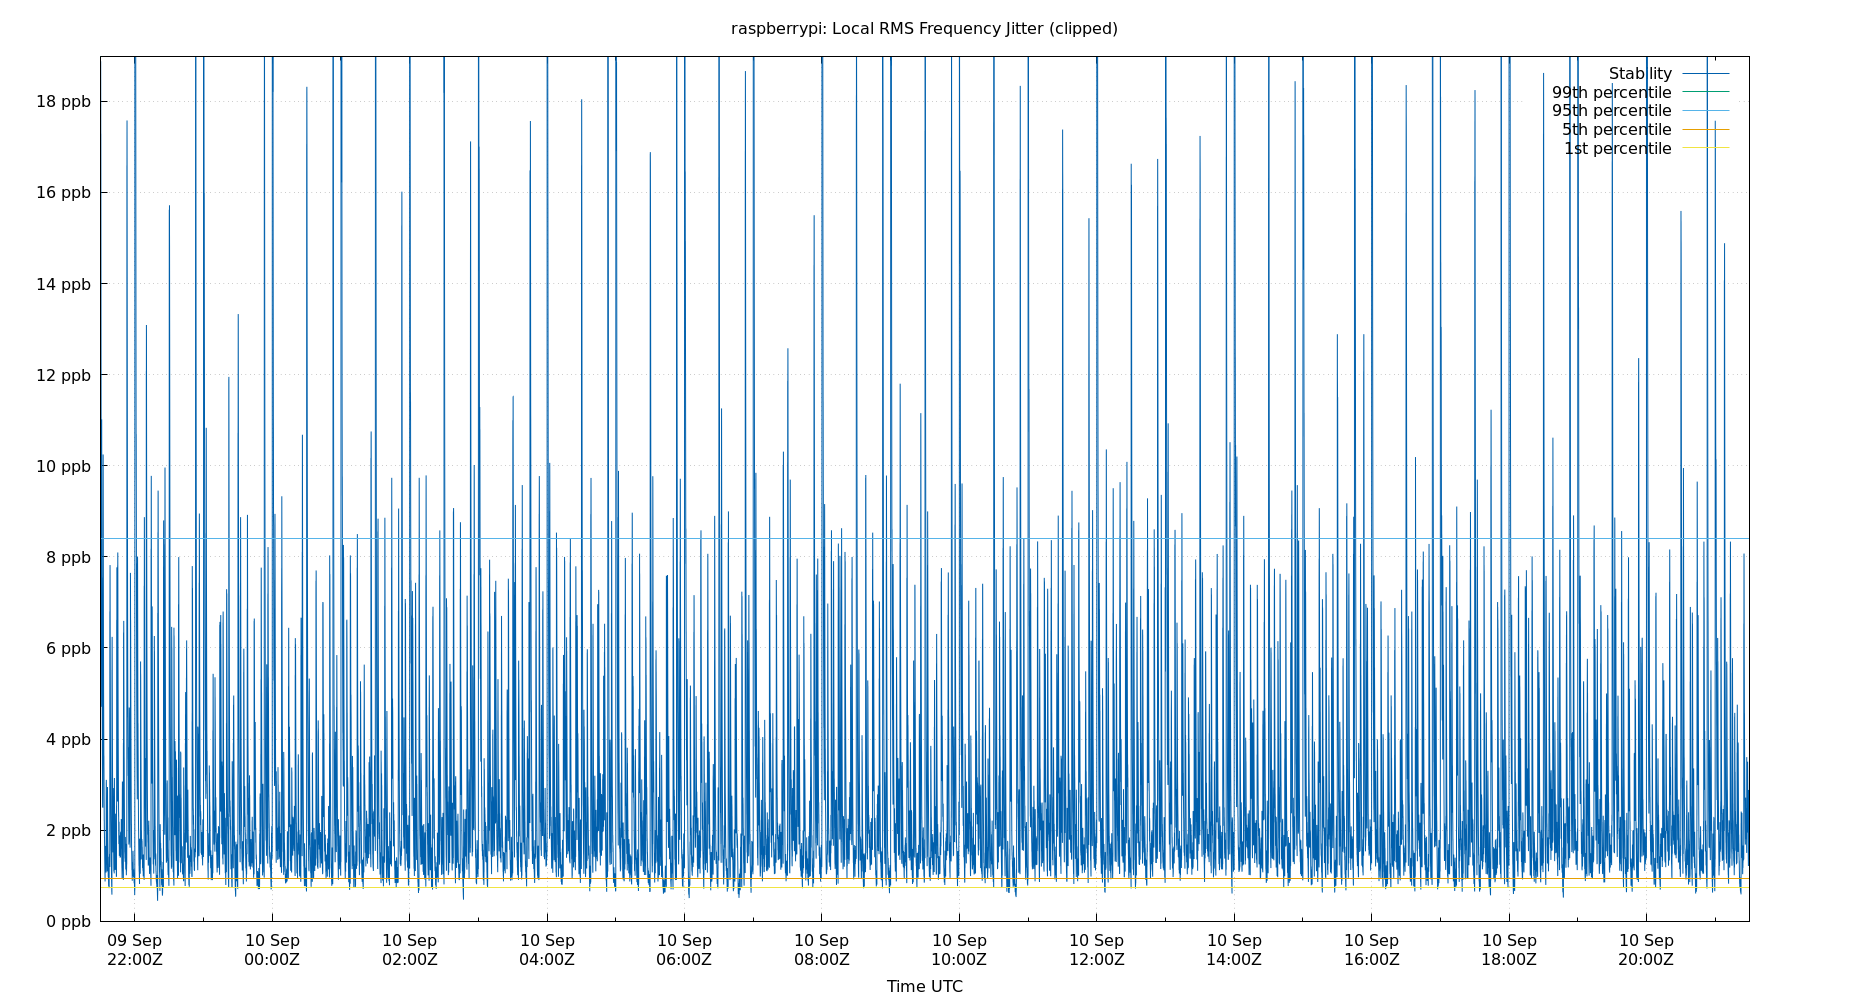 raspberrypi: Local RMS Frequency Jitter (clipped)
Stability
99th percentile
95th percentile
5th percentile
1st percentile
18 ppb
16 ppb
14 ppb
12 ppb
10 ppb
8 ppb
6 ppb
4 ppb
2 ppb
0 ppb
09 Sep 10 Sep 10 Sep 10 Sep 10 Sep 10 Sep 10 Sep 10 Sep 10 Sep 10 Sep 10 Sep 10 Sep
22:00Z 00:00Z 02:00Z 04:00Z 06:00Z 08:00Z 10:00Z 12:00Z 14:00Z 16:00Z 18:00Z 20:00Z
Time UTC